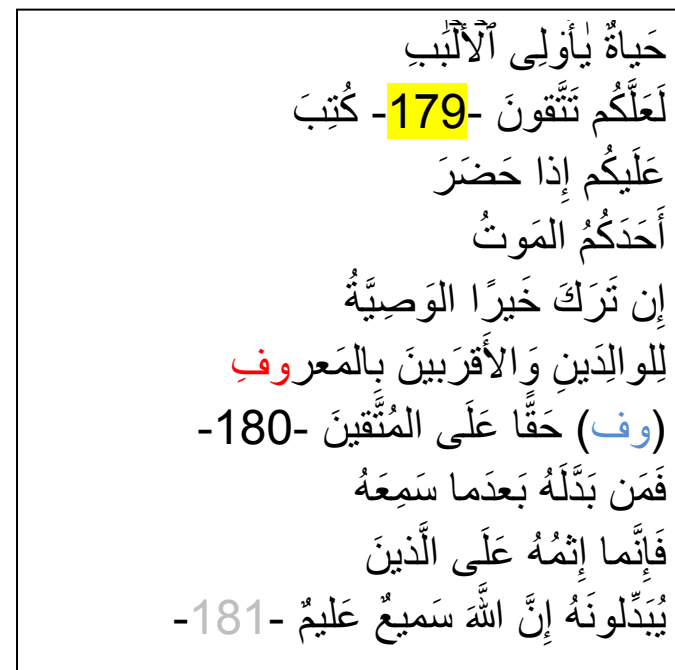 حَياةٌ يٰأُولِى ٱلۡأَلۡبَٰبِ
لَعَلَّكُم تَتَّقونَ -179- كُتِبَ
عَلَيكُم إِذا حَضَرَ
أَحَدَكُمُ المَوتُ
إِن تَرَكَ خَيرًا الوَصِيَّةُ
لِلوالِدَينِ وَالأَقرَبينَ بِالمَعروفِ
(وف) حَقًّا عَلَى المُتَّقينَ -180-
فَمَن بَدَّلَهُ بَعدَما سَمِعَهُ
فَإِنَّما إِثمُهُ عَلَى الَّذينَ
يُبَدِّلونَهُ إِنَّ اللَّهَ سَميعٌ عَليمٌ -181-